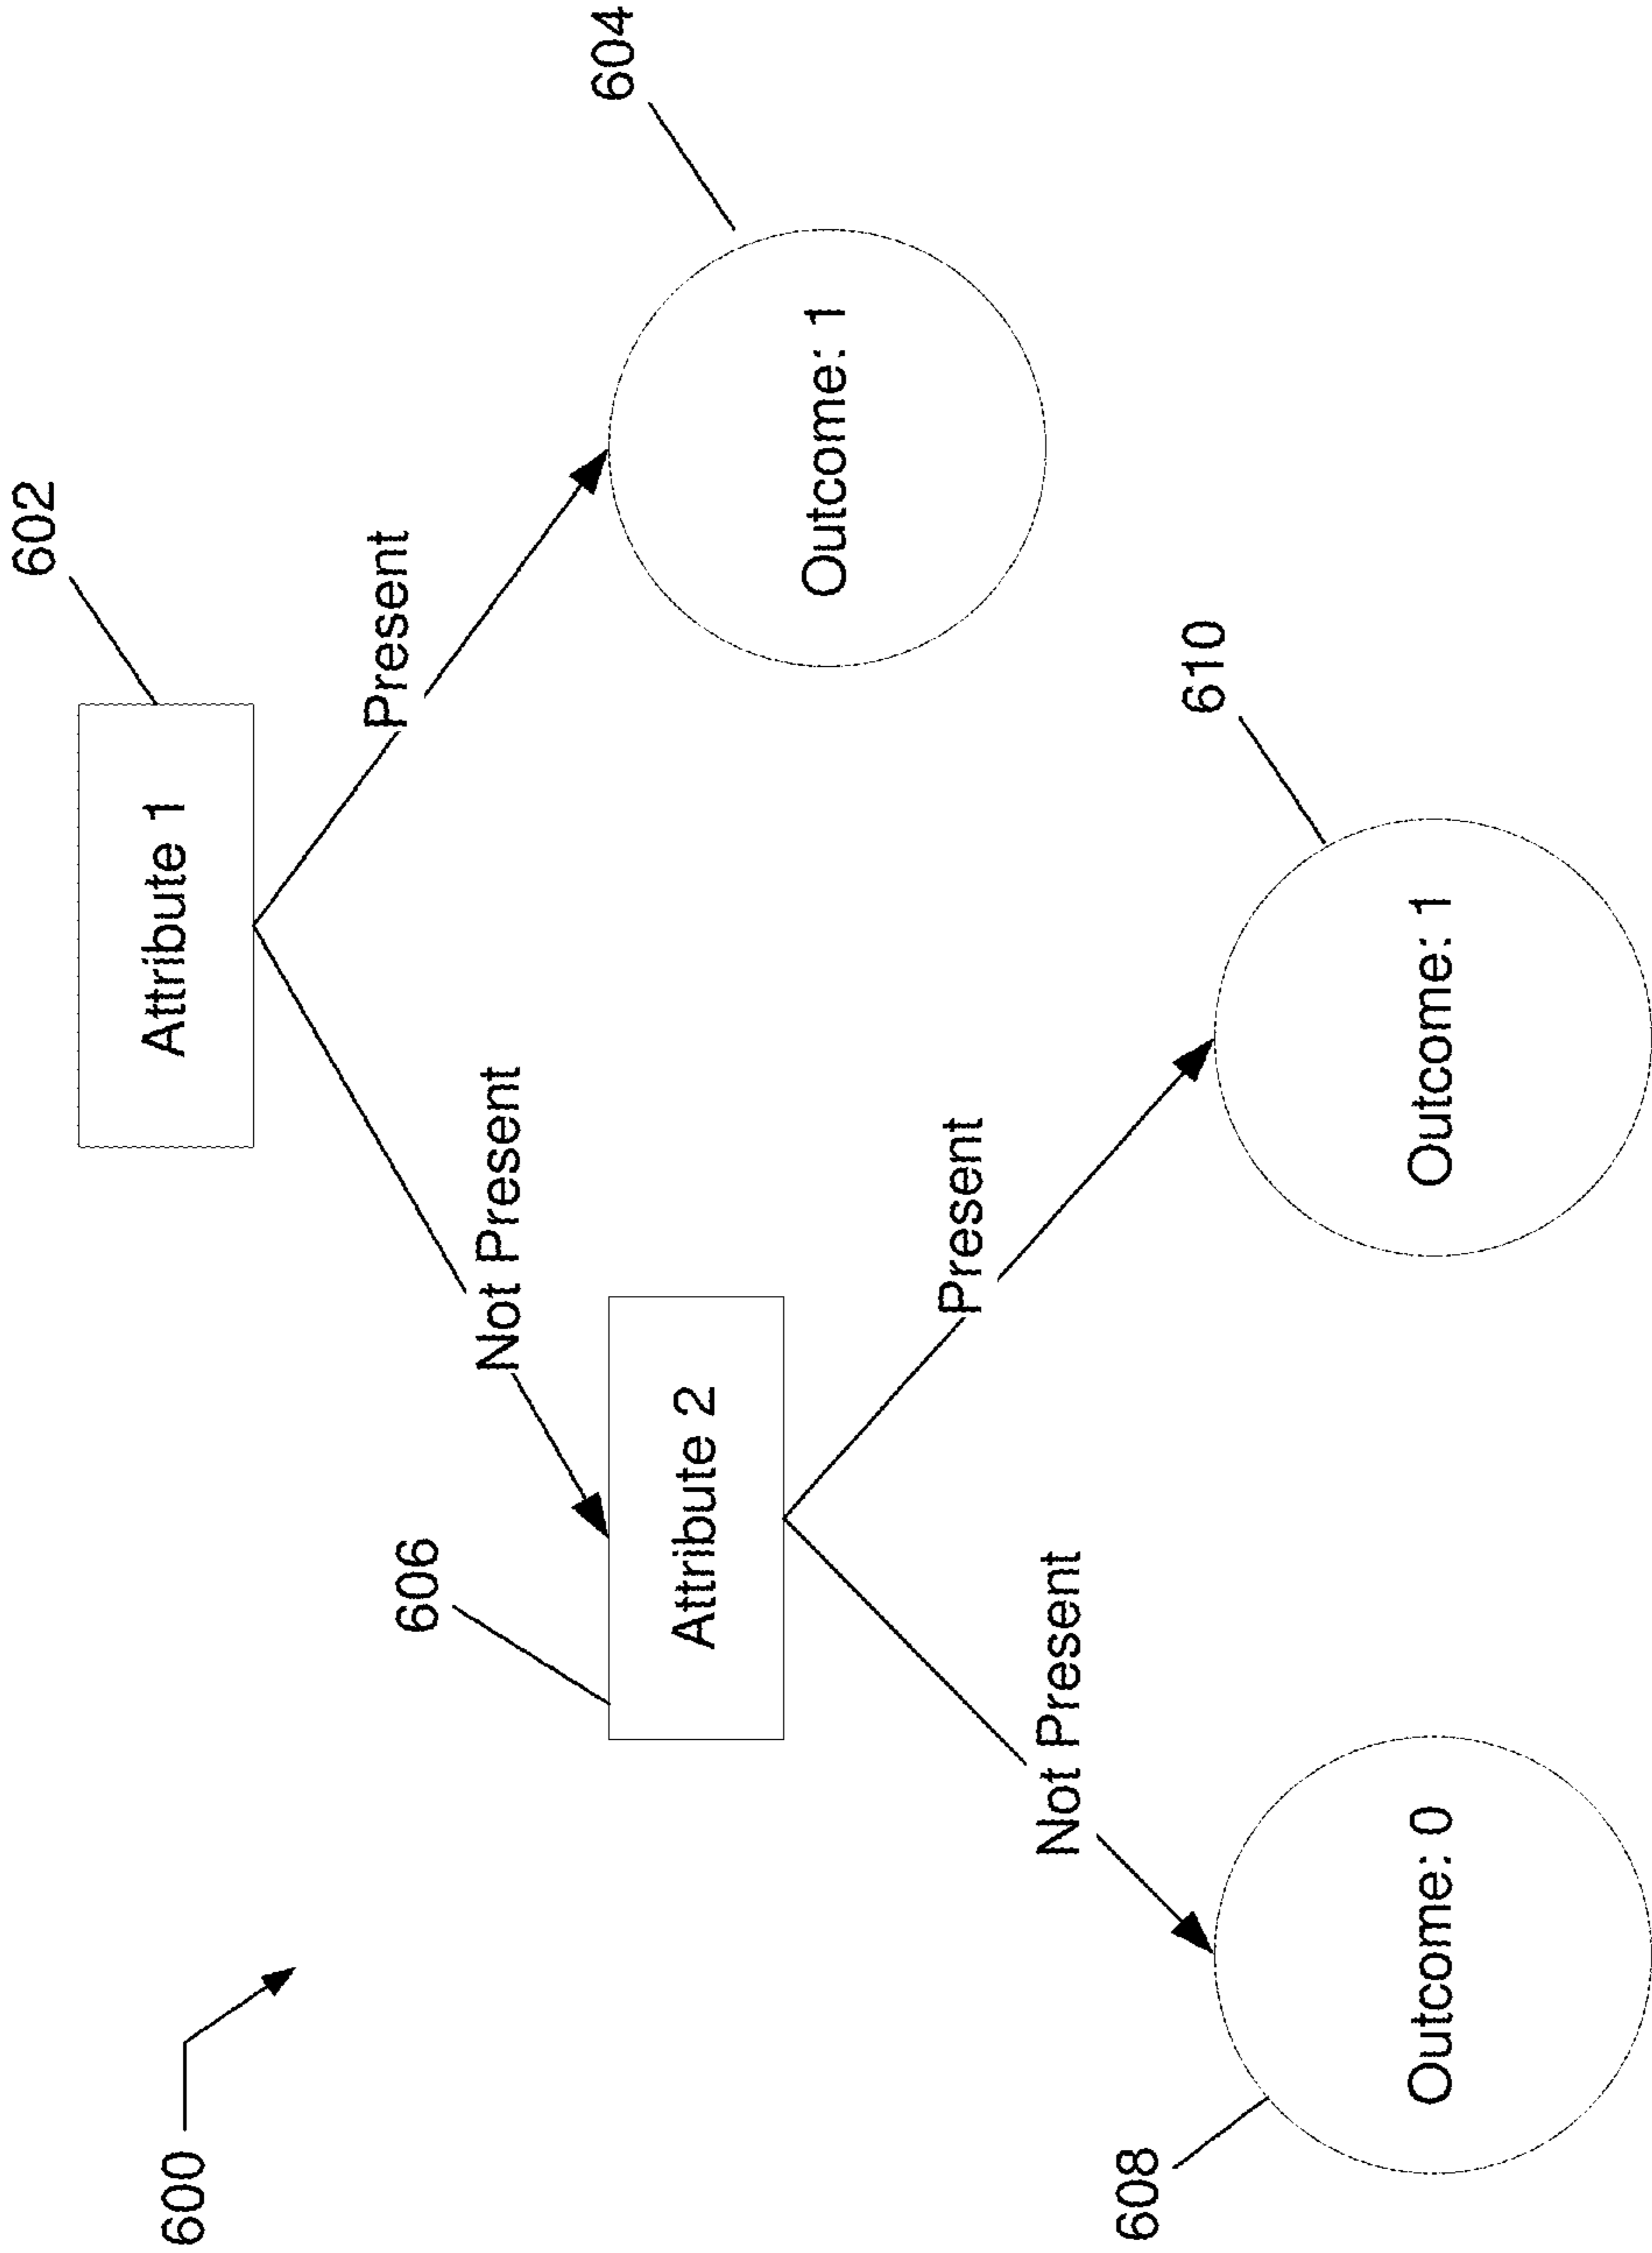 600
602
Attribute 1
Present
604
Outcome: 1
Not Present
606
Attribute 2
Present
610
Outcome: 1
Not Present
608
Outcome: 0